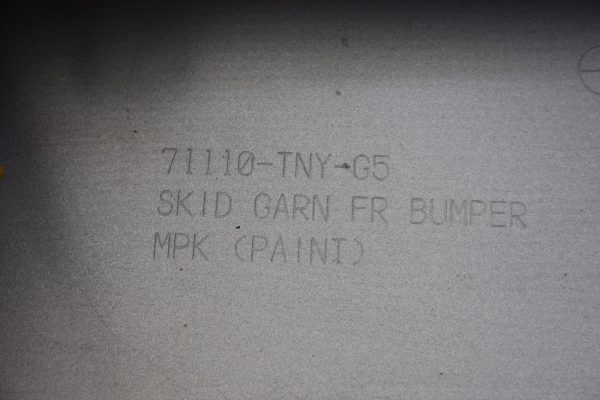 71110-TNY-G5
SKID GARN FR BUMPER
MPK (PAINT)